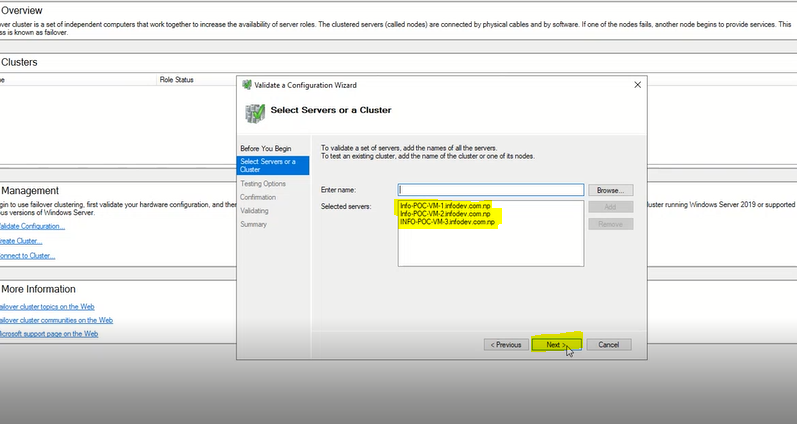 Overview
over cluster is a set of independent computers that work together to increase the availability of server roles. The clustered servers (called nodes) are connected by physical cables and by software. If one of the nodes fails, another node begins to provide services. This
is known as failover.
Clusters
Role Status
Validate a Configuration Wizard
Select Servers or a Cluster
Before You Begin
Select Servers or a
Cluster
Testing Options
Confirmation
Validating
Summary
To validate a set of servers, add the names of all the servers.
To test an existing cluster, add the name of the cluster or one of its nodes.
Enter name:
Browse...
Selected servers:
Info-POC-VM-1.infodev.com.np
Info-POC-VM-2.infodev.com.np
INFO-POC-VM-3.infodev.com.np
Add
Remove
< Previous
Next >
Cancel
Management
gin to use failover clustering, first validate your hardware configuration, and then
luster running Windows Server 2019 or supported
ous versions of Windows Server.
alidate Configuration...
reate Cluster...
onnect to Cluster...
More Information
ailover cluster topics on the Web
ailover cluster communities on the Web
icrosoft support page on the Web